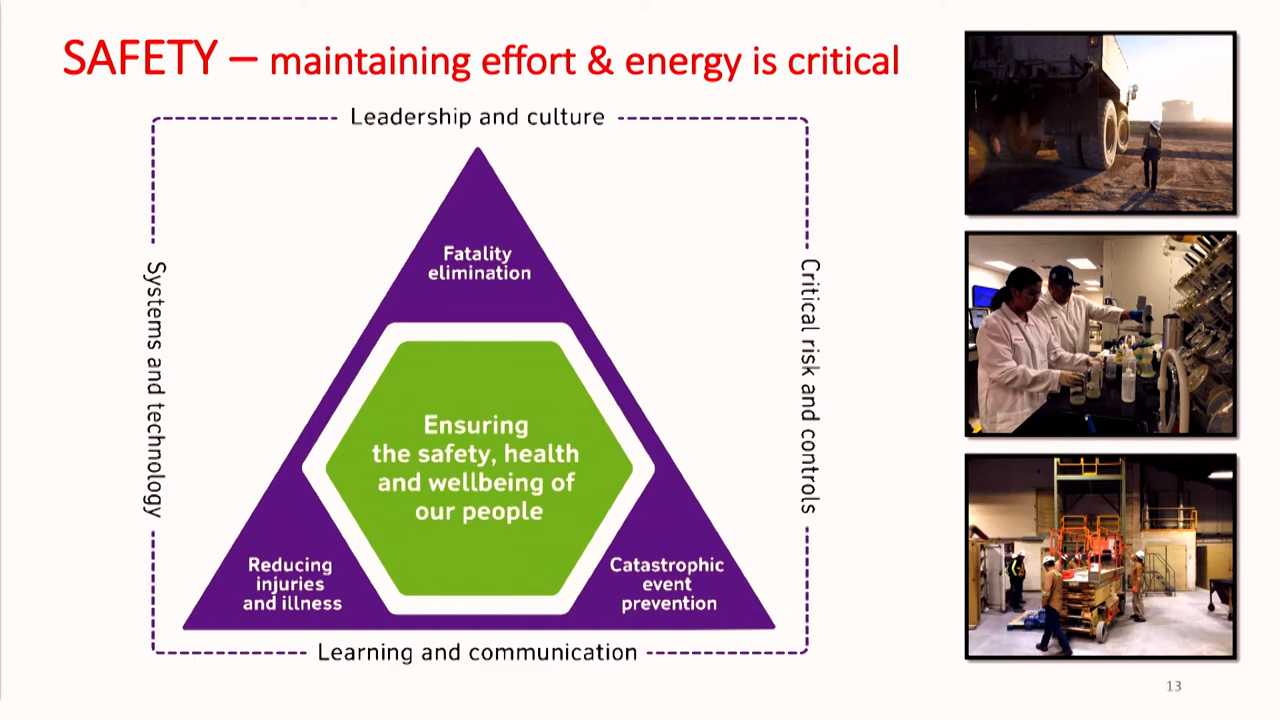 SAFETY – maintaining effort & energy is critical
Leadership and culture
Systems and technology
Critical risk and controls
Fatality
elimination
Ensuring
the safety, health
and wellbeing of
our people
Reducing
injuries
and illness
Catastrophic
event
prevention
Learning and communication
13